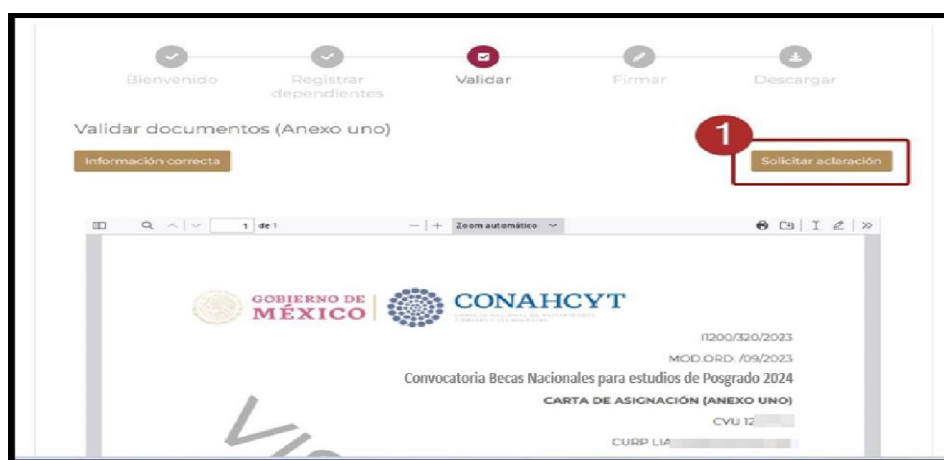 Bienvenido
Registrar
dependientes
Validar
Firmar
Descargar
Validar documentos (Anexo uno)
1
Información correcta
Solicitar aclaración
1 de 1
Zoom automático
GOBIERNO DE
MÉXICO
CONAHCYT
I1200/320/2023
MOD.ORD. /09/2023
Convocatoria Becas Nacionales para estudios de Posgrado 2024
CARTA DE ASIGNACIÓN (ANEXO UNO)
CVU 12
CURP LIA